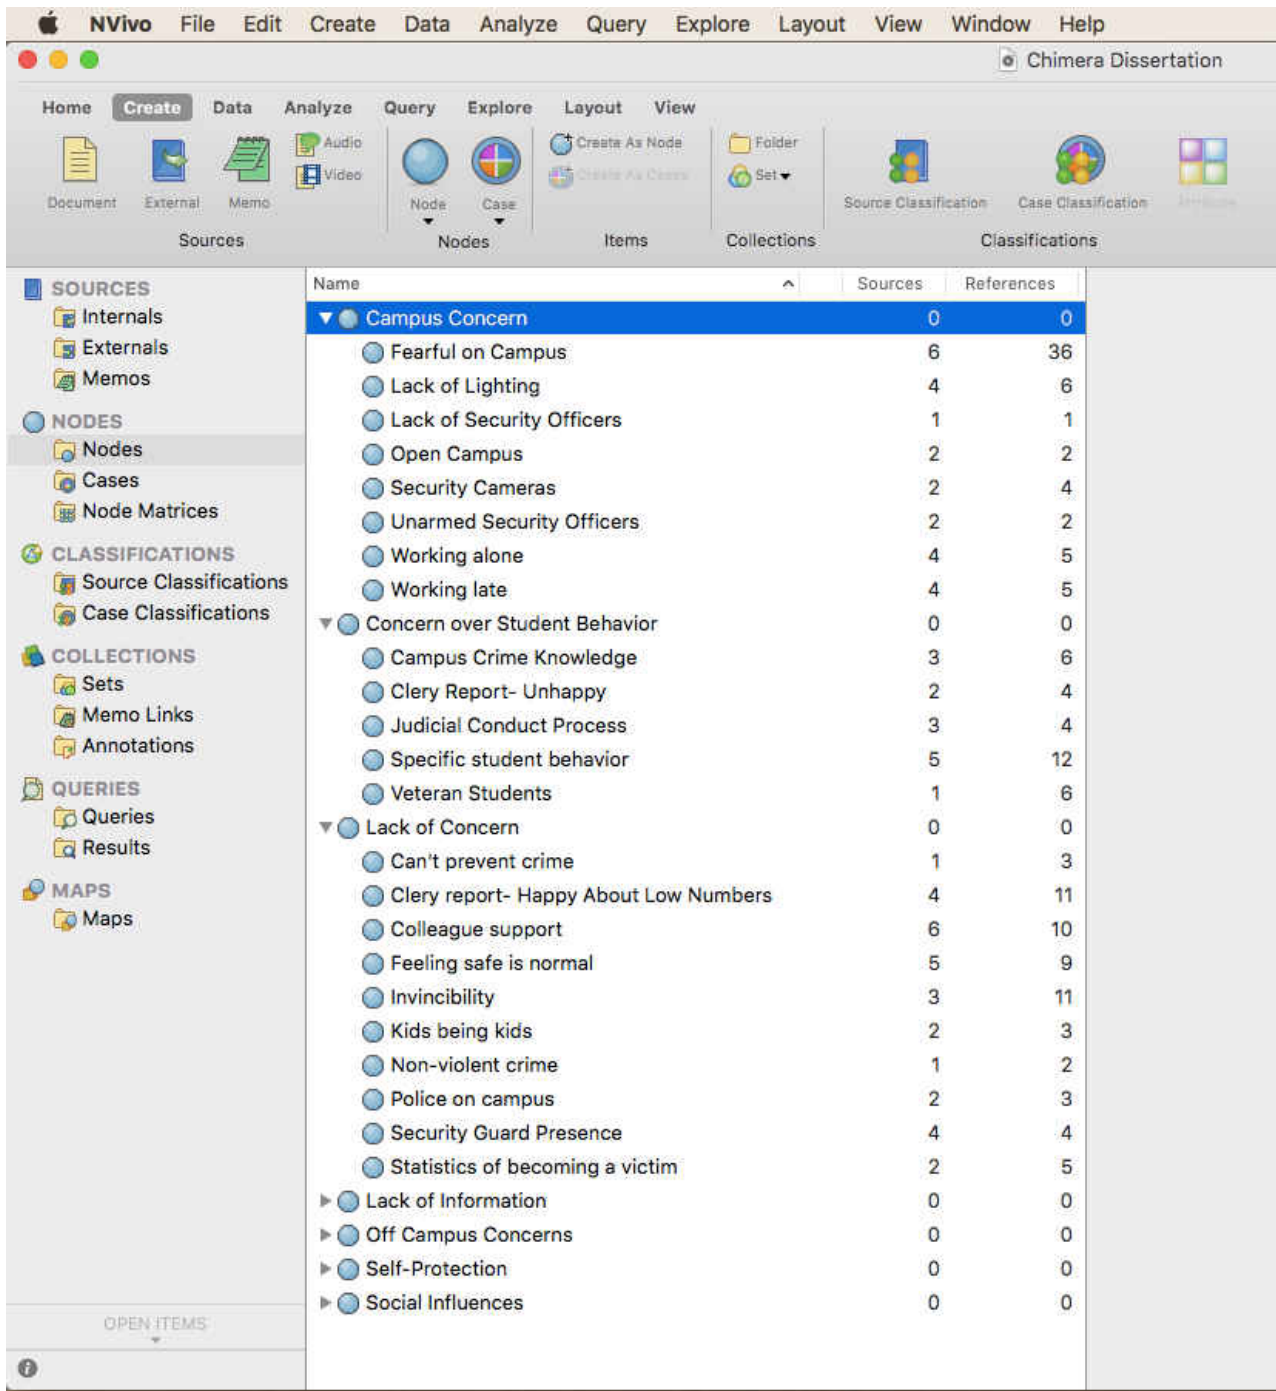 NVivo File Edit Create Data Analyze Query Explore Layout View Window Help
Chimera Dissertation
Home Create Data Analyze Query Explore Layout View
Document External Memo Audio Video Node Case Create As Node Create As Cases Folder Set Source Classification Case Classification Attribute
Sources Nodes Items Collections Classifications
SOURCES
Internals
Externals
Memos
NODES
Nodes
Cases
Node Matrices
CLASSIFICATIONS
Source Classifications
Case Classifications
COLLECTIONS
Sets
Memo Links
Annotations
QUERIES
Queries
Results
MAPS
Maps
OPEN ITEMS
Name Sources References
Campus Concern 0 0
Fearful on Campus 6 36
Lack of Lighting 4 6
Lack of Security Officers 1 1
Open Campus 2 2
Security Cameras 2 4
Unarmed Security Officers 2 2
Working alone 4 5
Working late 4 5
Concern over Student Behavior 0 0
Campus Crime Knowledge 3 6
Clery Report- Unhappy 2 4
Judicial Conduct Process 3 4
Specific student behavior 5 12
Veteran Students 1 6
Lack of Concern 0 0
Can't prevent crime 1 3
Clery report- Happy About Low Numbers 4 11
Colleague support 6 10
Feeling safe is normal 5 9
Invincibility 3 11
Kids being kids 2 3
Non-violent crime 1 2
Police on campus 2 3
Security Guard Presence 4 4
Statistics of becoming a victim 2 5
Lack of Information 0 0
Off Campus Concerns 0 0
Self-Protection 0 0
Social Influences 0 0